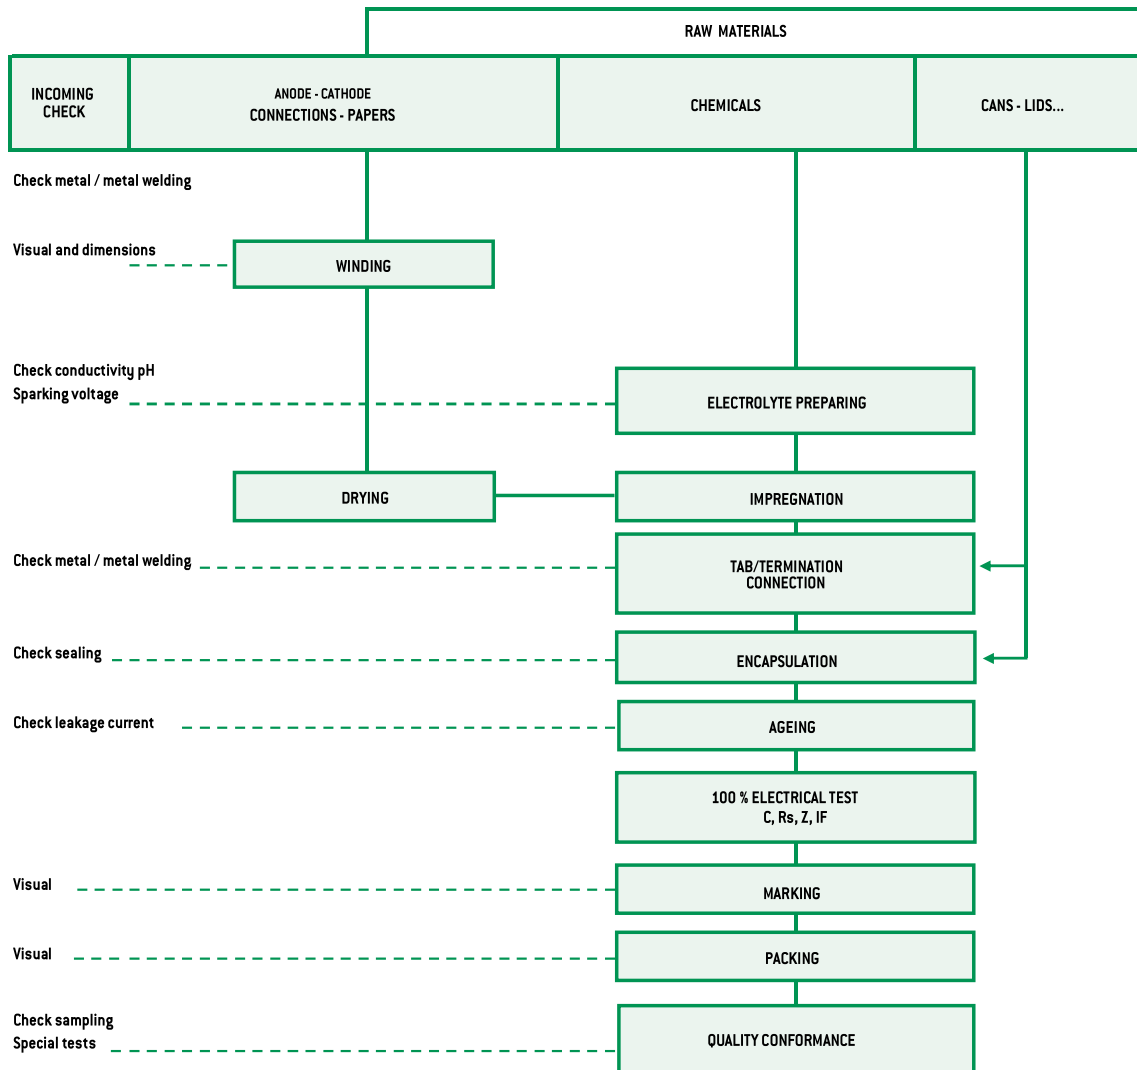 RAW MATERIALS
INCOMING
CHECK
ANODE - CATHODE
CONNECTIONS - PAPERS
CHEMICALS
CANS - LIDS...
Check metal / metal welding
Visual and dimensions
WINDING
Check conductivity pH
Sparking voltage
ELECTROLYTE PREPARING
DRYING
IMPREGNATION
Check metal / metal welding
TAB/TERMINATION
CONNECTION
Check sealing
ENCAPSULATION
Check leakage current
AGEING
100 % ELECTRICAL TEST
C, Rs, Z, IF
Visual
MARKING
Visual
PACKING
Check sampling
Special tests
QUALITY CONFORMANCE